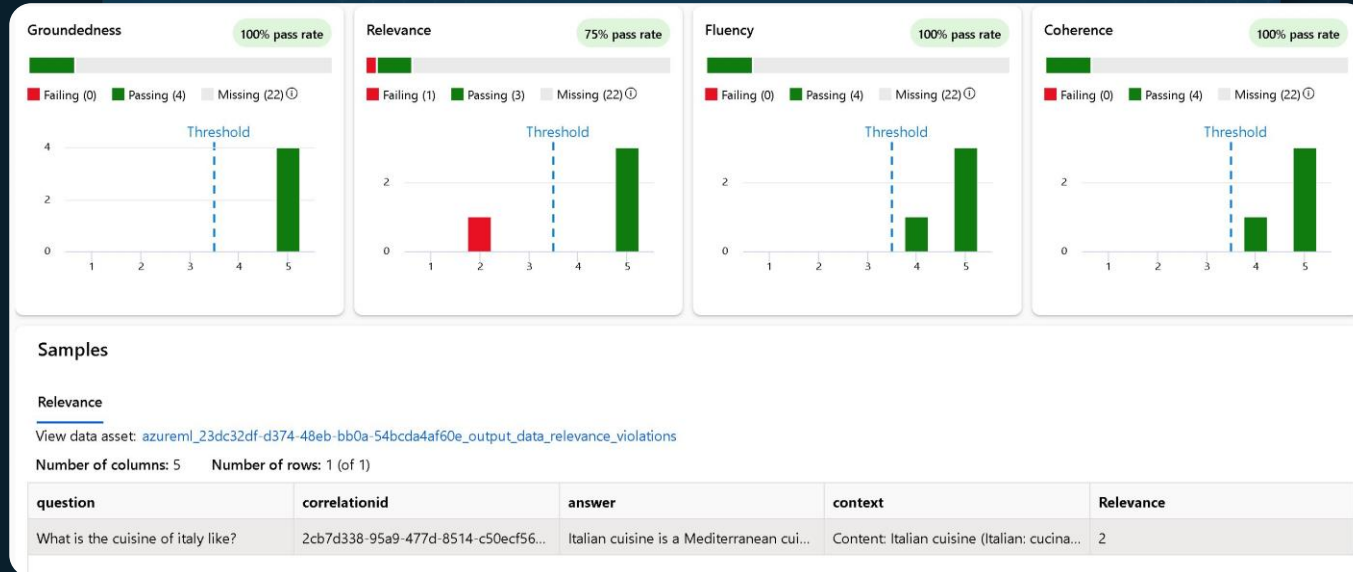 Groundedness
100% pass rate
Failing (0) Passing (4) Missing (22)
Threshold
4
2
0
1 2 3 4 5
Relevance
75% pass rate
Failing (1) Passing (3) Missing (22)
Threshold
2
0
1 2 3 4 5
Fluency
100% pass rate
Failing (0) Passing (4) Missing (22)
Threshold
2
0
1 2 3 4 5
Coherence
100% pass rate
Failing (0) Passing (4) Missing (22)
Threshold
2
0
1 2 3 4 5
Samples
Relevance
View data asset: azureml_23dc32df-d374-48eb-bb0a-54bcda4af60e_output_data_relevance_violations
Number of columns: 5 Number of rows: 1 (of 1)
question correlationid answer context Relevance
What is the cuisine of italy like? 2cb7d338-95a9-477d-8514-c50ecf56... Italian cuisine is a Mediterranean cui... Content: Italian cuisine (Italian: cucina... 2